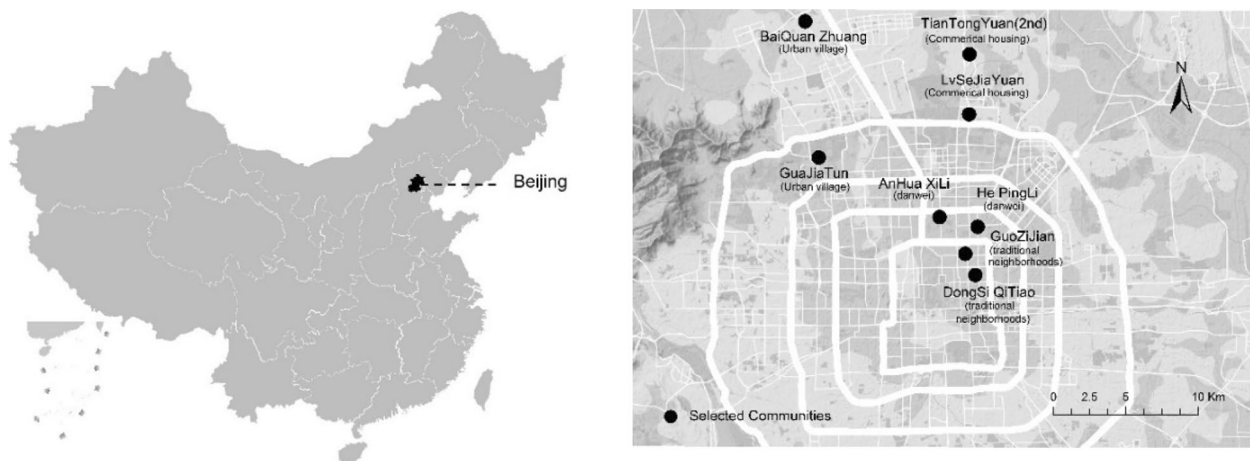 Beijing
BaiQuan Zhuang
(Urban village)
TianTongYuan(2nd)
(Commerical housing)
LvSeJiaYuan
(Commerical housing)
N
GuaJiaTun
(Urban village)
AnHua XiLi
(danwei)
He PingLi
(danwei)
GuoZiJian
(traditional
neighborhoods)
DongSi QiTiao
(traditional
neighborhoods)
Selected Communities
0 2.5 5 10 Km